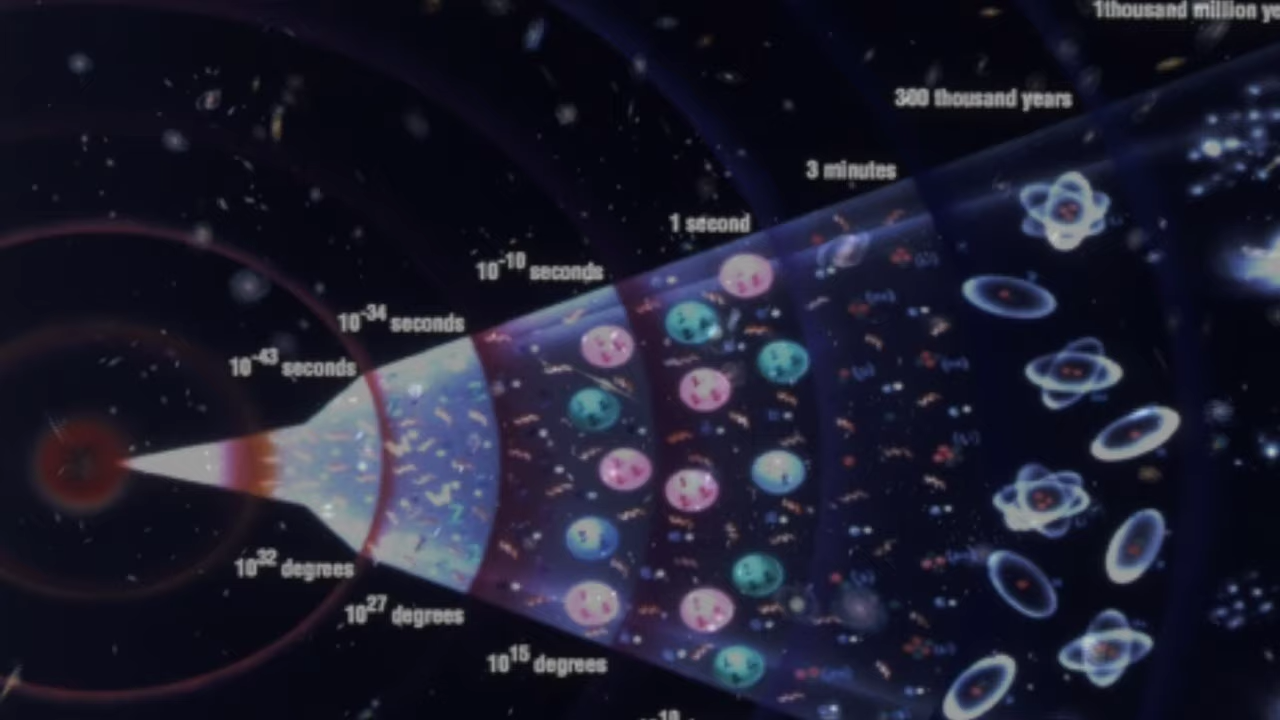 1thousand million ye
300 thousand years
3 minutes
1 second
10⁻¹⁰ seconds
10⁻³⁴ seconds
10⁻⁴³ seconds
10³² degrees
10²⁷ degrees
10¹⁵ degrees